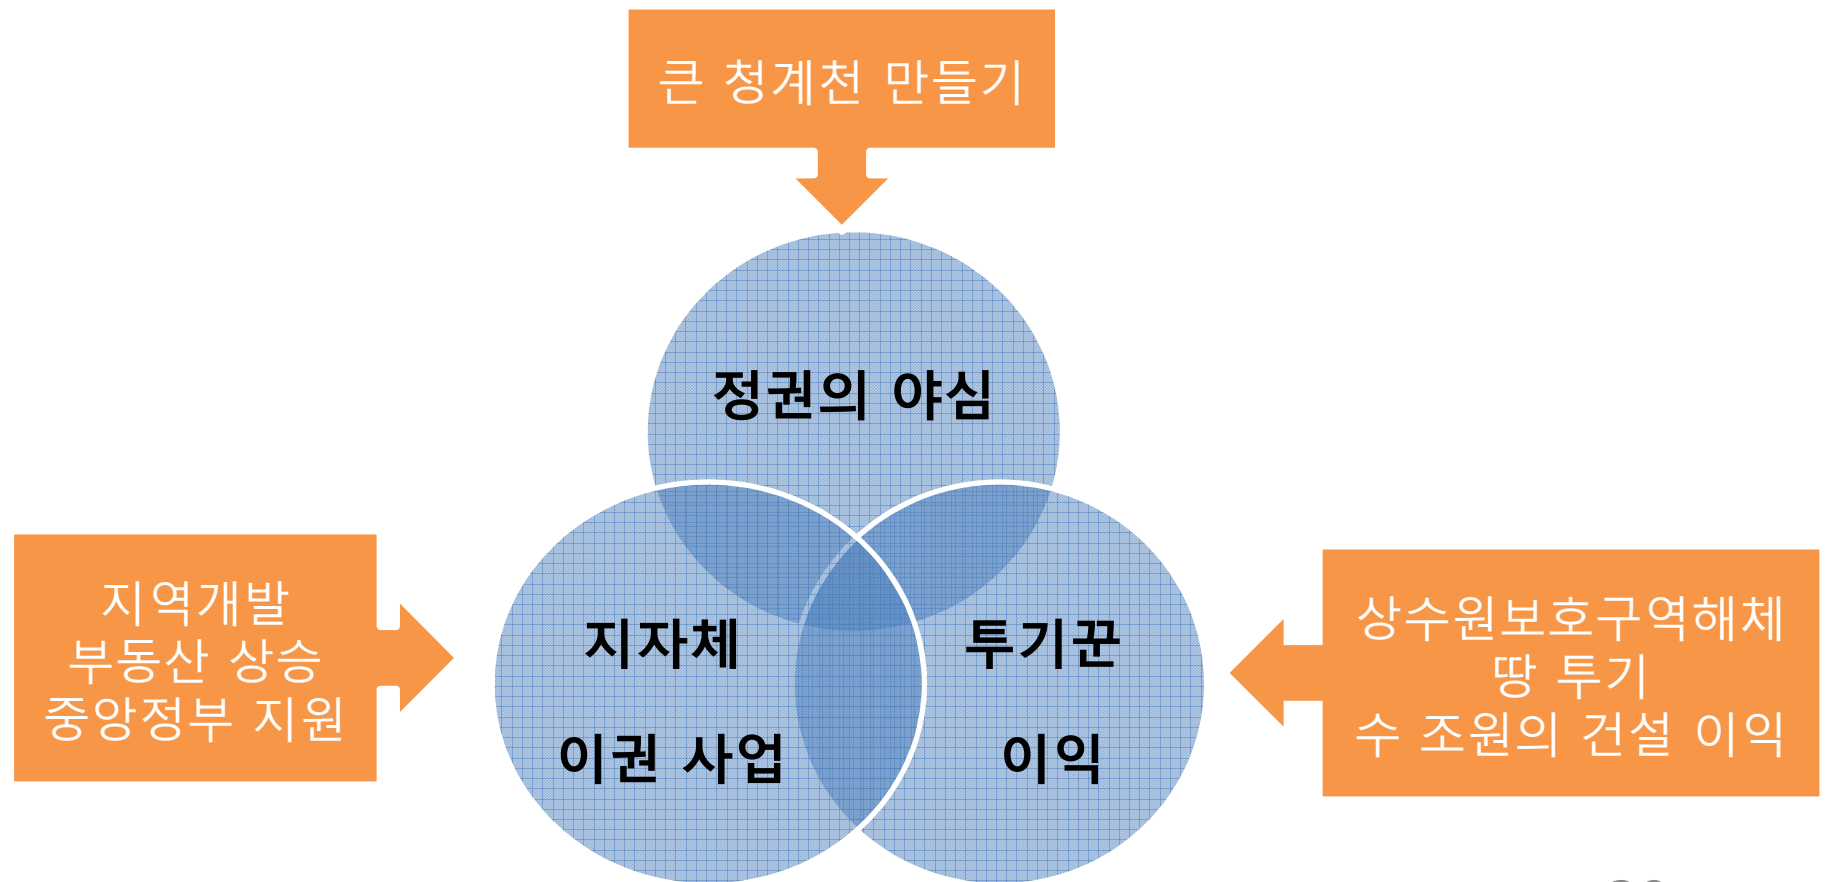 큰 청계천 만들기
정권의 야심
지역개발
부동산 상승
중앙정부 지원
지자체
이권 사업
투기꾼
이익
상수원보호구역해체
땅 투기
수 조원의 건설 이익